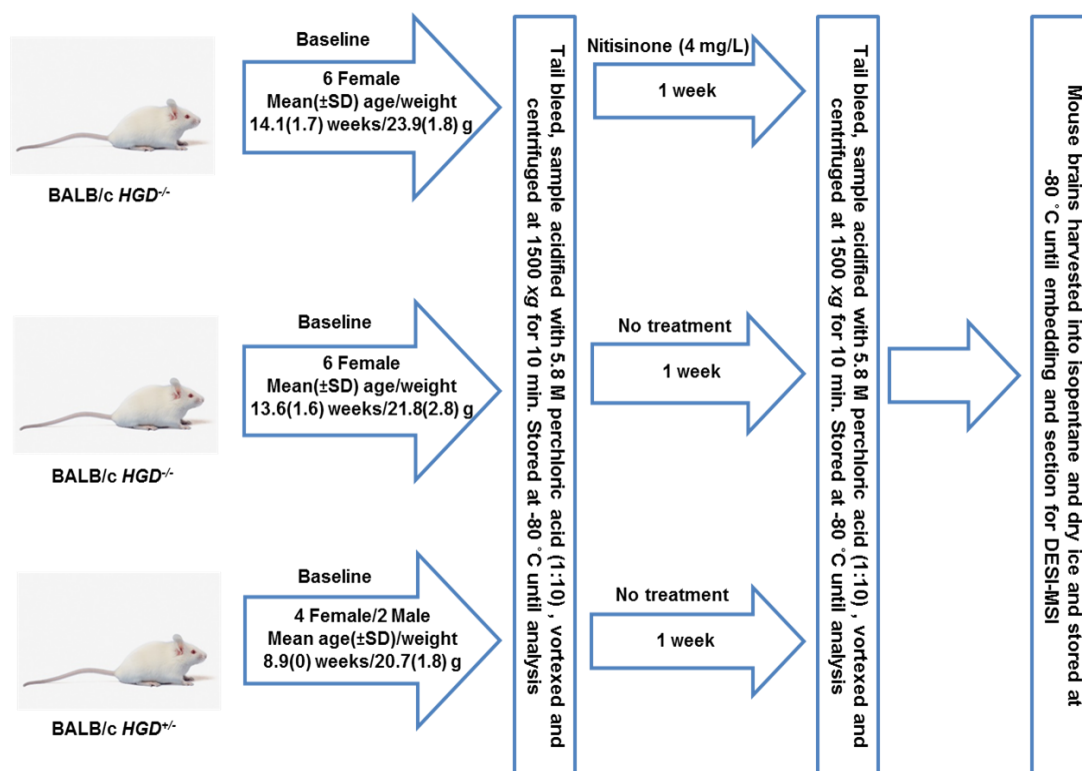 Baseline
6 Female
Mean(±SD) age/weight
14.1(1.7) weeks/23.9(1.8) g
BALB/c HGD-/-
Baseline
6 Female
Mean(±SD) age/weight
13.6(1.6) weeks/21.8(2.8) g
BALB/c HGD-/-
Baseline
4 Female/2 Male
Mean age(±SD)/weight
8.9(0) weeks/20.7(1.8) g
BALB/c HGD+/-
Tail bleed, sample acidified with 5.8 M perchloric acid (1:10) , vortexed and
centrifuged at 1500 xg for 10 min. Stored at -80 ˚C until analysis
Nitisinone (4 mg/L)
1 week
No treatment
1 week
No treatment
1 week
Tail bleed, sample acidified with 5.8 M perchloric acid (1:10) , vortexed and
centrifuged at 1500 xg for 10 min. Stored at -80 ˚C until analysis
Mouse brains harvested into isopentane and dry ice and stored at
-80 ˚C until embedding and section for DESI-MSI